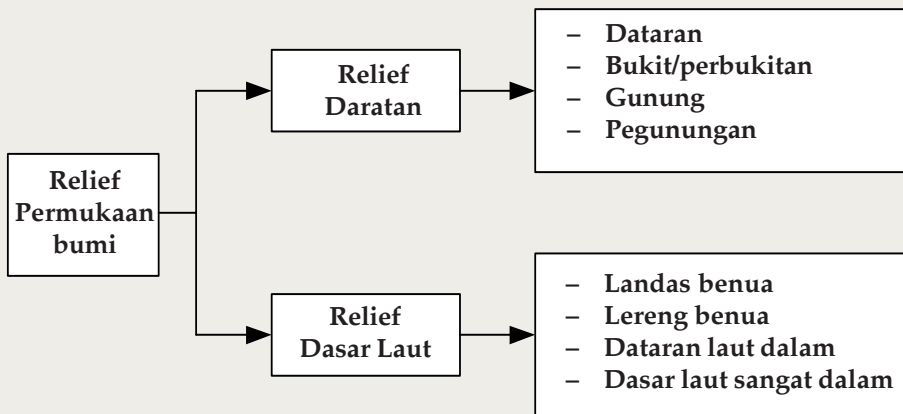 Relief
Permukaan
bumi
Relief
Daratan
– Dataran
– Bukit/perbukitan
– Gunung
– Pegunungan
Relief
Dasar Laut
– Landas benua
– Lereng benua
– Dataran laut dalam
– Dasar laut sangat dalam